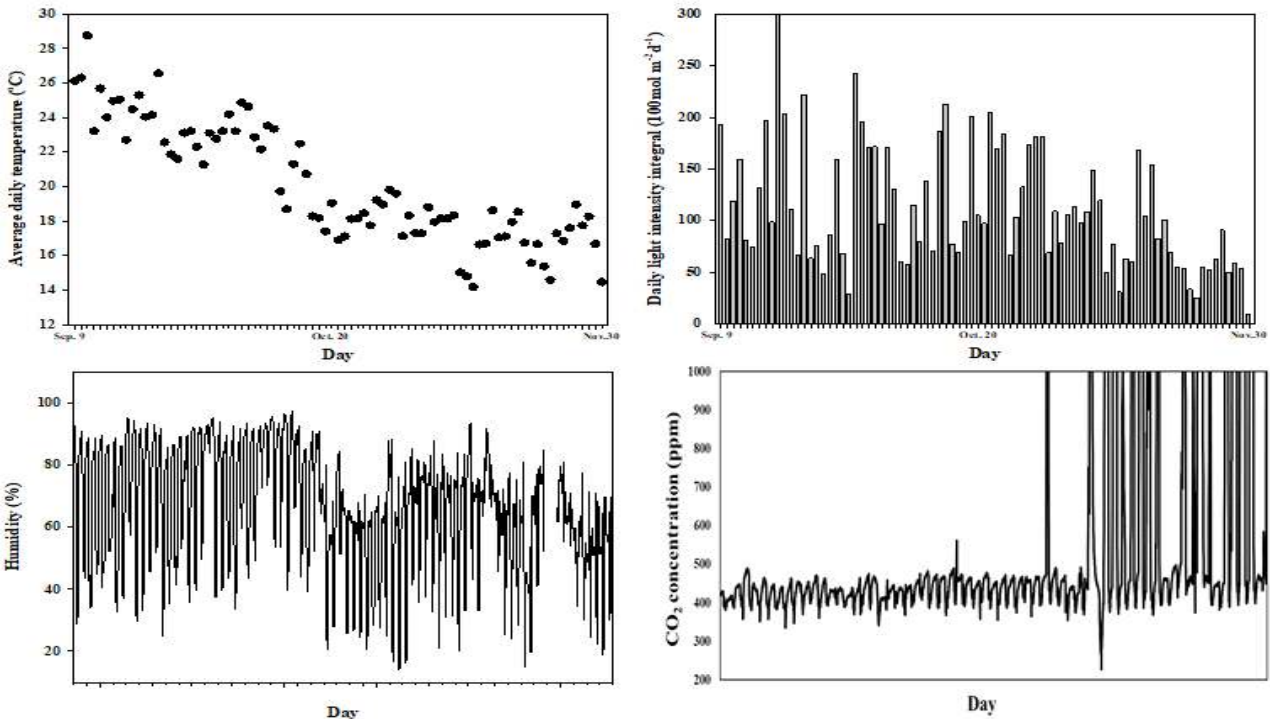 Average daily temperature (°C)
30
28
26
24
22
20
18
16
14
12
Sep. 9
Oct. 20
Nov.30
Day
Daily light intensity integral (100mol m⁻²d⁻¹)
300
250
200
150
100
50
0
Sep. 9
Oct. 20
Nov.30
Day
Humidity (%)
100
80
60
40
20
Day
CO₂ concentration (ppm)
1000
900
800
700
600
500
400
300
200
Day